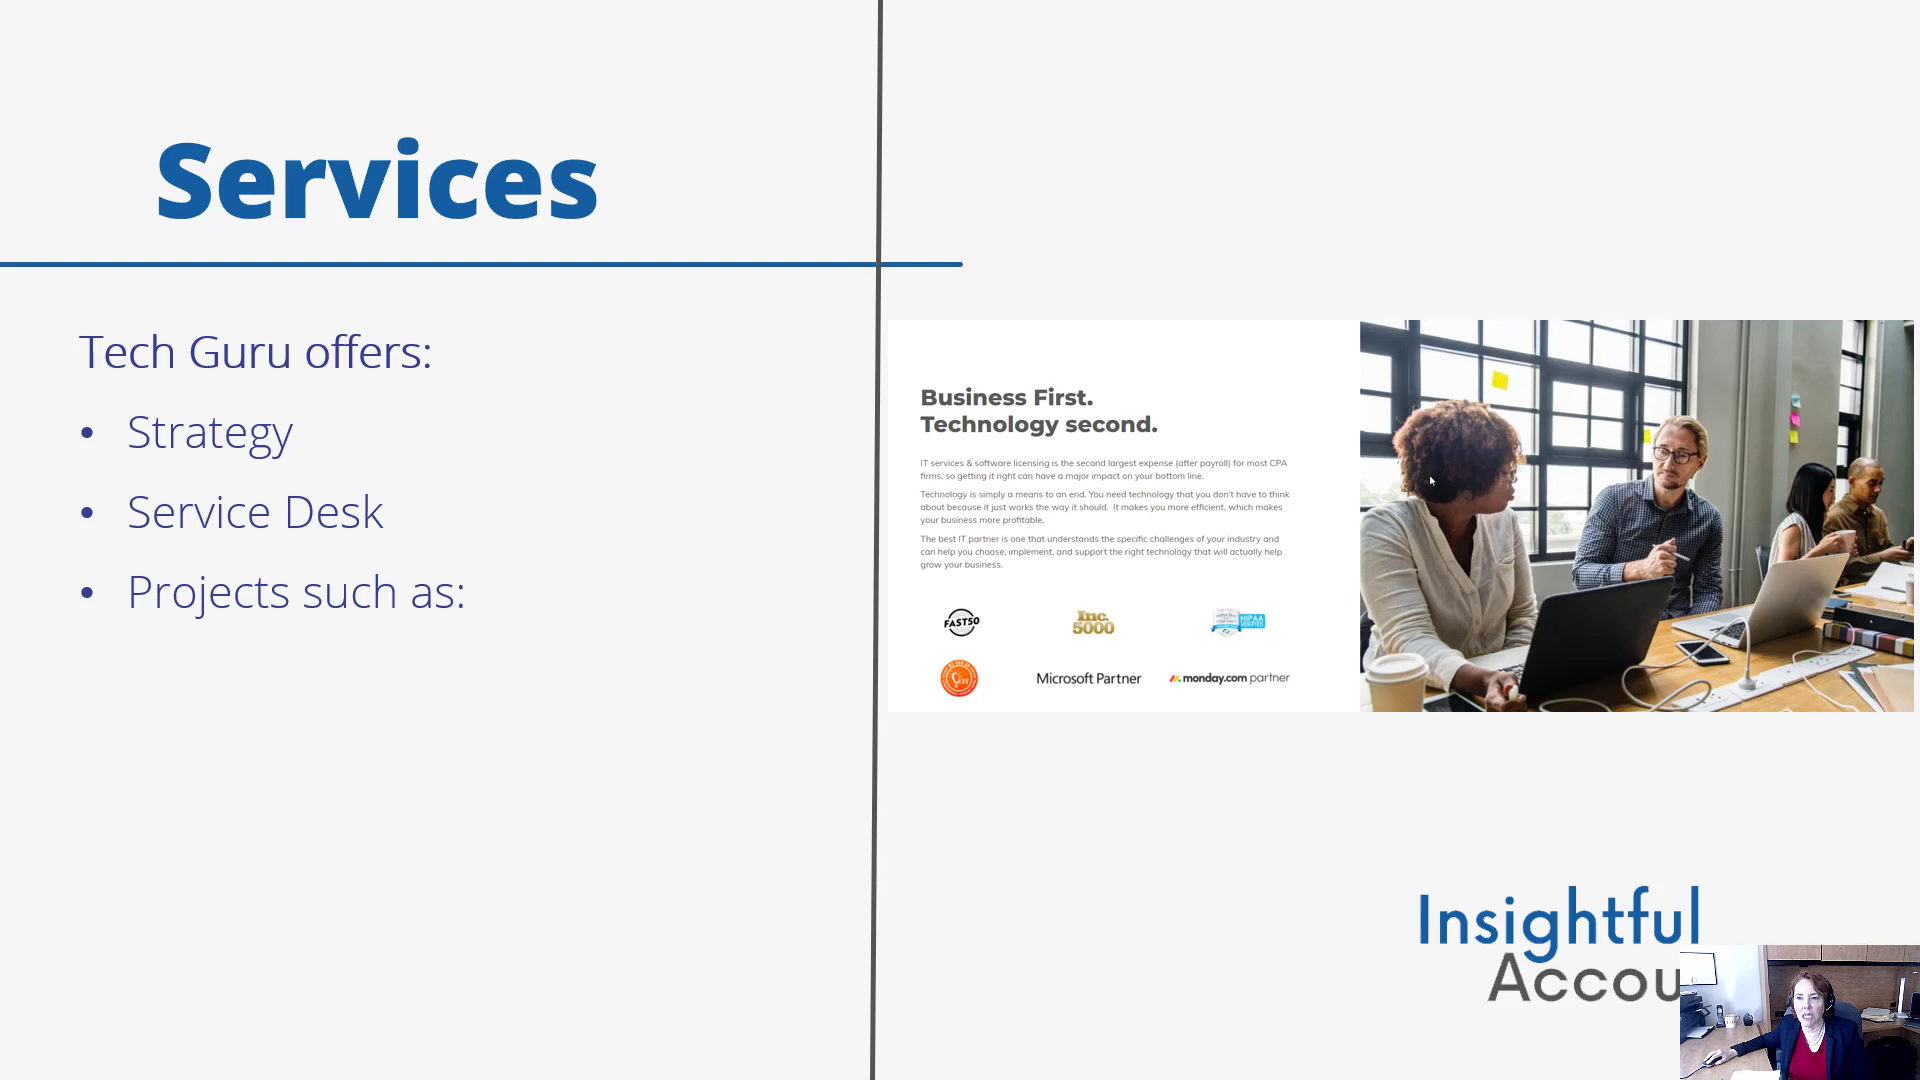 Services
Tech Guru offers:
• Strategy
• Service Desk
• Projects such as:
Business First.
Technology second.
IT services & software licensing is the second largest expense (after payroll) for most CPA
firms, so getting it right can have a major impact on your bottom line.
Technology is simply a means to an end. You need technology that you don't have to think
about because it just works the way it should. It makes you more efficient, which makes
your business more profitable.
The best IT partner is one that understands the specific challenges of your industry and
can help you choose, implement, and support the right technology that will actually help
grow your business.
FAST50
Inc.
5000
HIPAA
VERIFIED
Microsoft Partner
monday.com partner
Insightful
Accou